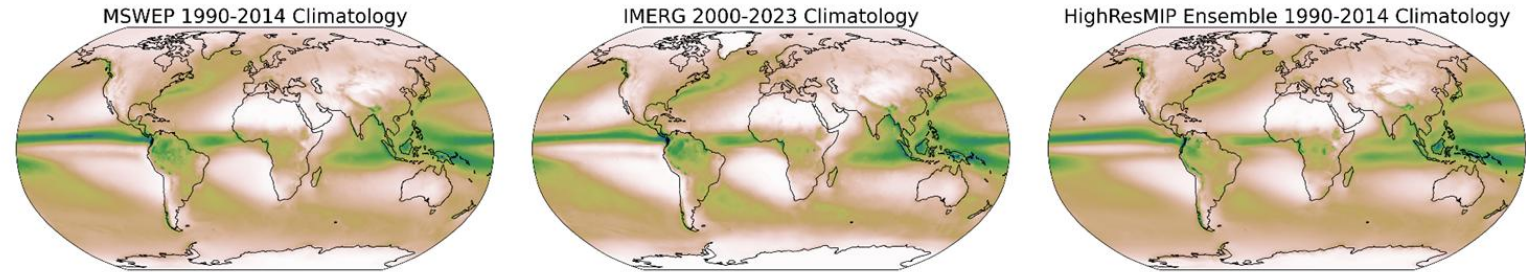 MSWEP 1990-2014 Climatology
IMERG 2000-2023 Climatology
HighResMIP Ensemble 1990-2014 Climatology